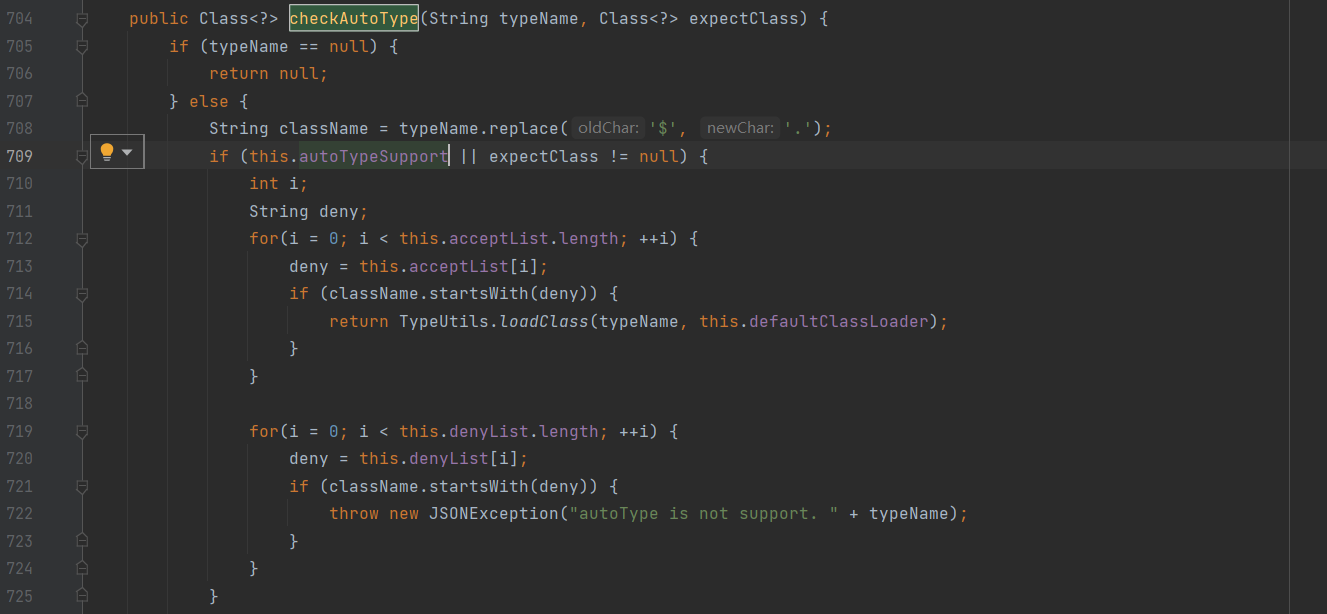 704 public Class<?> checkAutoType(String typeName, Class<?> expectClass) {
705 if (typeName == null) {
706 return null;
707 } else {
708 String className = typeName.replace( oldChar: '$', newChar: '.');
709 if (this.autoTypeSupport || expectClass != null) {
710 int i;
711 String deny;
712 for(i = 0; i < this.acceptList.length; ++i) {
713 deny = this.acceptList[i];
714 if (className.startsWith(deny)) {
715 return TypeUtils.loadClass(typeName, this.defaultClassLoader);
716 }
717 }
718
719 for(i = 0; i < this.denyList.length; ++i) {
720 deny = this.denyList[i];
721 if (className.startsWith(deny)) {
722 throw new JSONException("autoType is not support. " + typeName);
723 }
724 }
725 }